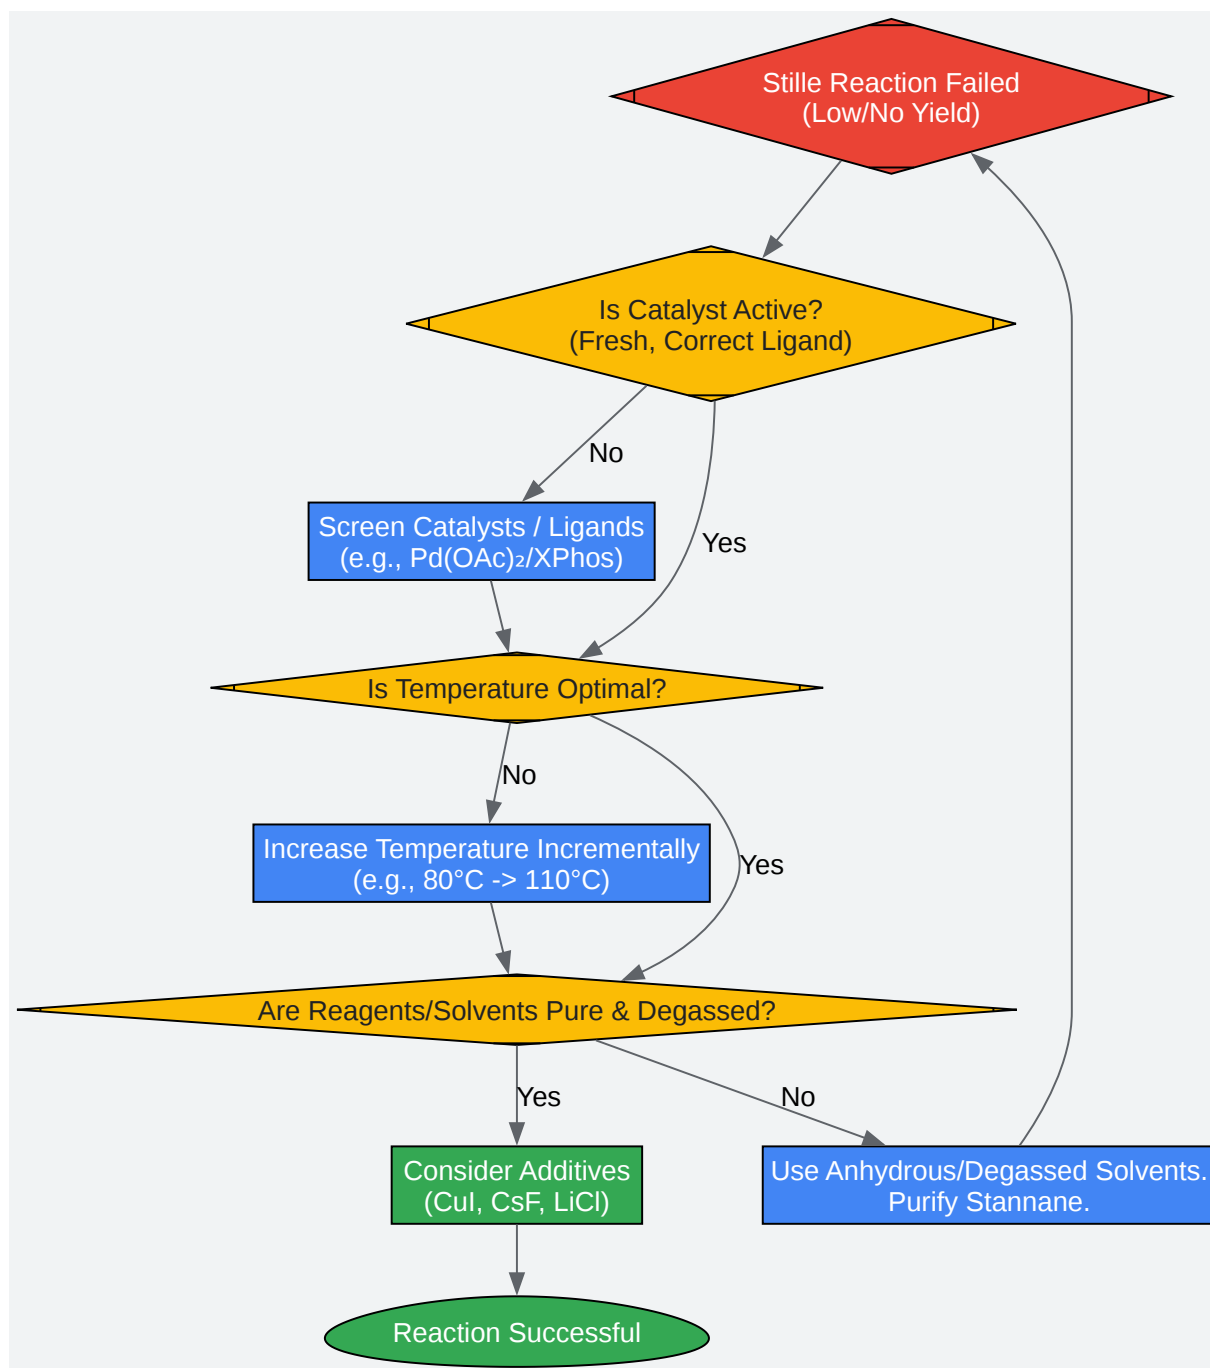 Stille Reaction Failed
(Low/No Yield)
Is Catalyst Active?
(Fresh, Correct Ligand)
No
Screen Catalysts / Ligands
(e.g., Pd(OAc)₂/XPhos)
Yes
Is Temperature Optimal?
No
Increase Temperature Incrementally
(e.g., 80°C -> 110°C)
Yes
Are Reagents/Solvents Pure & Degassed?
Yes
No
Consider Additives
(CuI, CsF, LiCl)
Use Anhydrous/Degassed Solvents.
Purify Stannane.
Reaction Successful